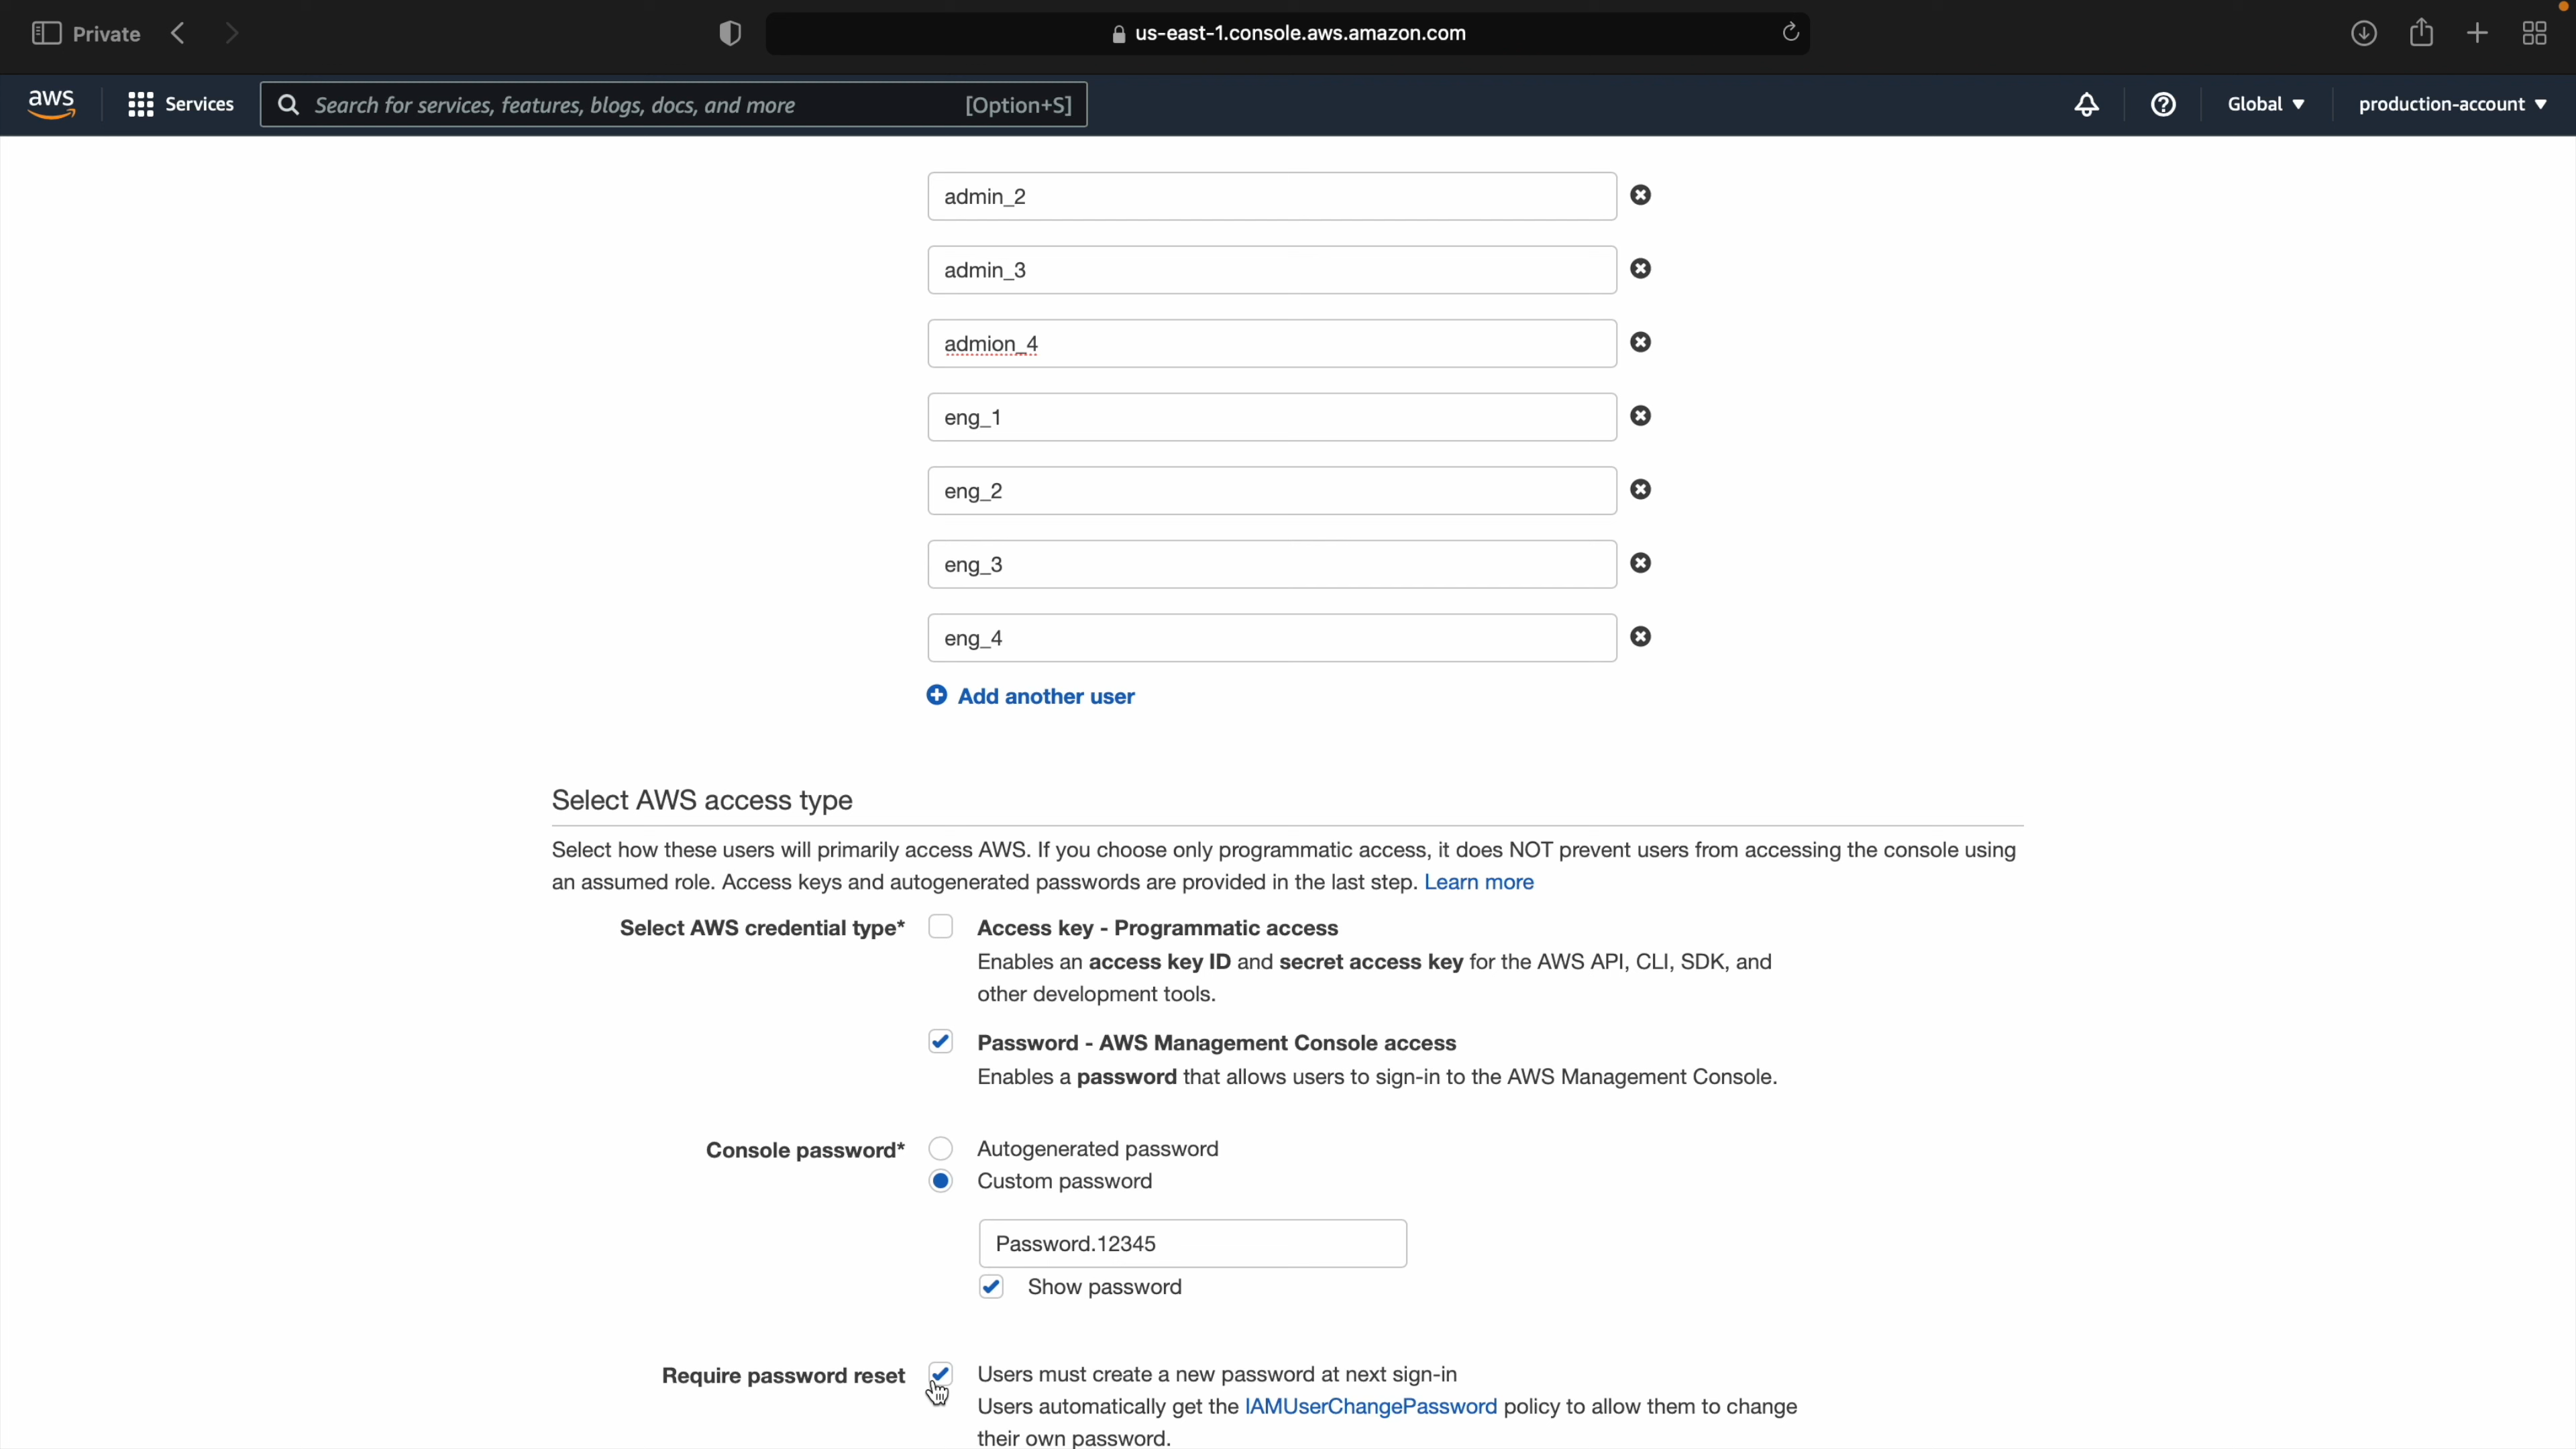 Private
us-east-1.console.aws.amazon.com
aws
Services
Search for services, features, blogs, docs, and more
[Option+S]
Global
production-account
admin_2
admin_3
admion_4
eng_1
eng_2
eng_3
eng_4
Add another user
Select AWS access type
Select how these users will primarily access AWS. If you choose only programmatic access, it does NOT prevent users from accessing the console using
an assumed role. Access keys and autogenerated passwords are provided in the last step. Learn more
Select AWS credential type*
Access key - Programmatic access
Enables an access key ID and secret access key for the AWS API, CLI, SDK, and
other development tools.
Password - AWS Management Console access
Enables a password that allows users to sign-in to the AWS Management Console.
Console password*
Autogenerated password
Custom password
Password.12345
Show password
Require password reset
Users must create a new password at next sign-in
Users automatically get the IAMUserChangePassword policy to allow them to change
their own password.